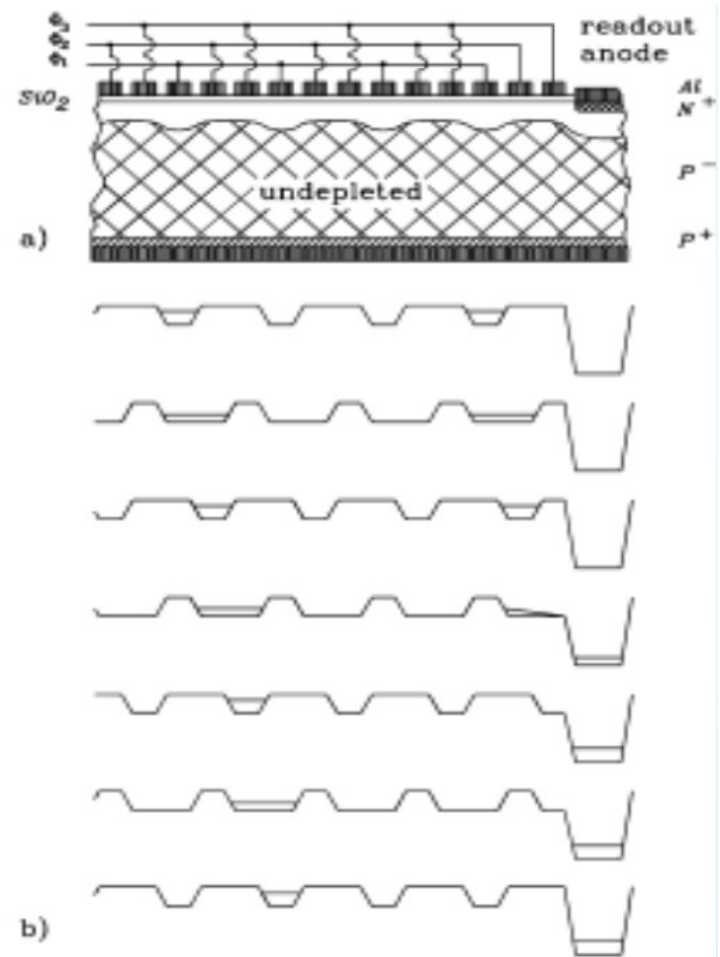 readout
anode
Φ₃
Φ₂
Φ₁
SiO₂
Al
N⁺
P⁻
undepleted
a)
P⁺
b)